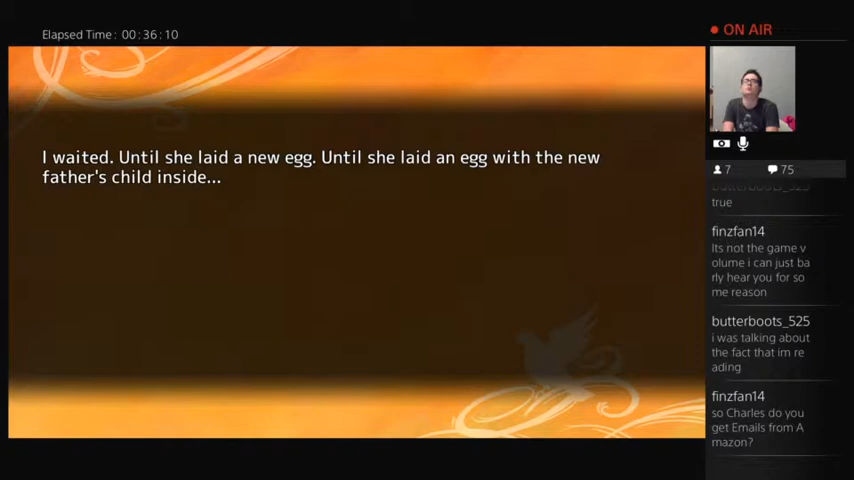 Elapsed Time: 00:36:10
ON AIR
I waited. Until she laid a new egg. Until she laid an egg with the new
father's child inside...
7
75
butterboots_525
true
finzfan14
Its not the game v
olume i can just ba
rly hear you for so
me reason
butterboots_525
i was talking about
the fact that im re
ading
finzfan14
so Charles do you
get Emails from A
mazon?